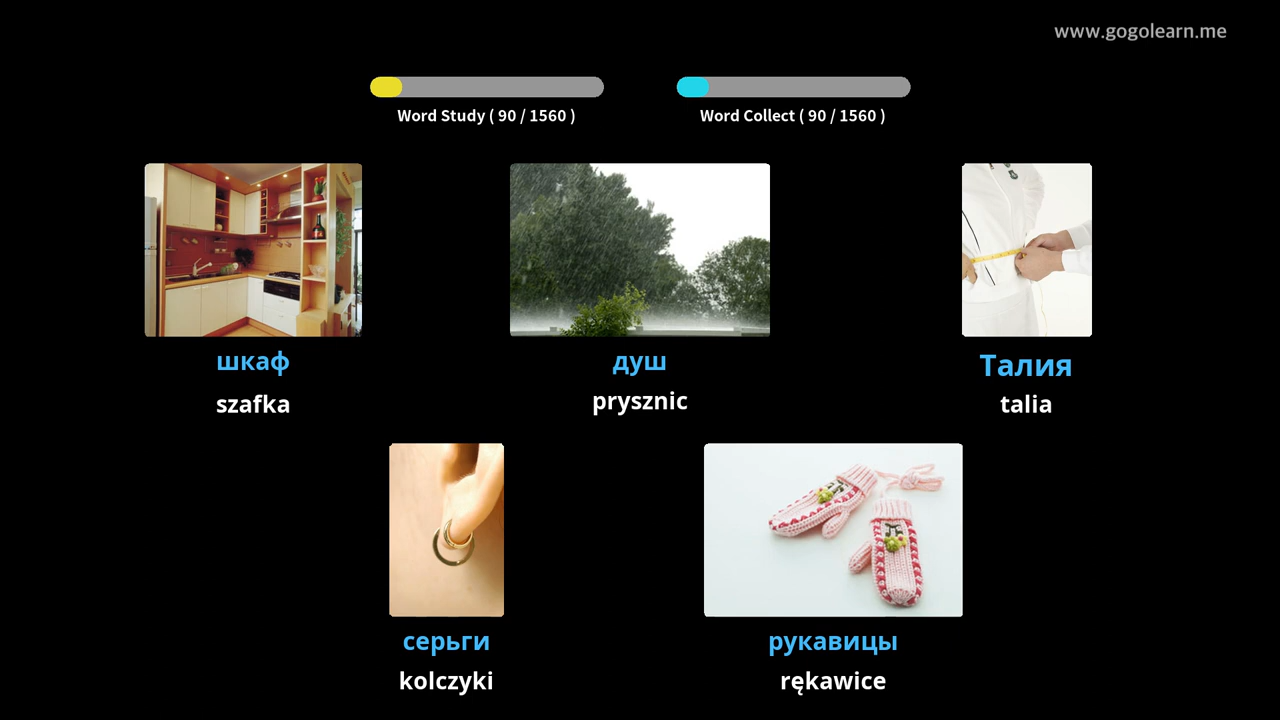 www.gogolearn.me
Word Study ( 90 / 1560 )
Word Collect ( 90 / 1560 )
шкаф
szafka
душ
prysznic
Талия
talia
серьги
kolczyki
рукавицы
rękawice